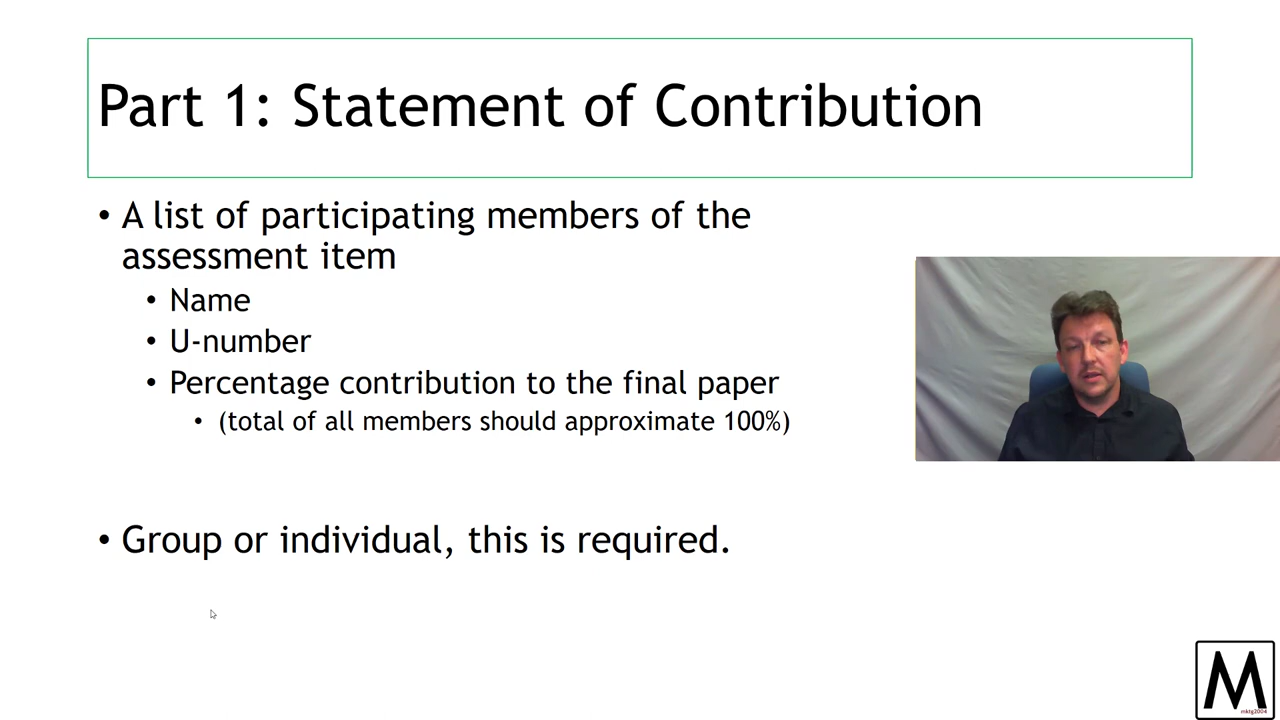 Part 1: Statement of Contribution
• A list of participating members of the
assessment item
• Name
• U-number
• Percentage contribution to the final paper
• (total of all members should approximate 100%)
• Group or individual, this is required.
M
mktg2004